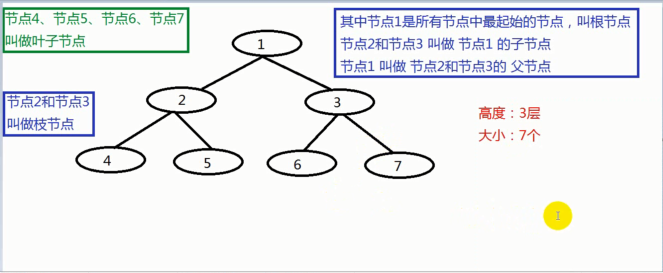 节点4、节点5、节点6、节点7
叫做叶子节点
其中节点1是所有节点中最起始的节点，叫根节点
节点2和节点3 叫做 节点1 的子节点
节点1 叫做 节点2和节点3的 父节点
节点2和节点3
叫做枝节点
高度：3层
大小：7个
1
2
3
4
5
6
7